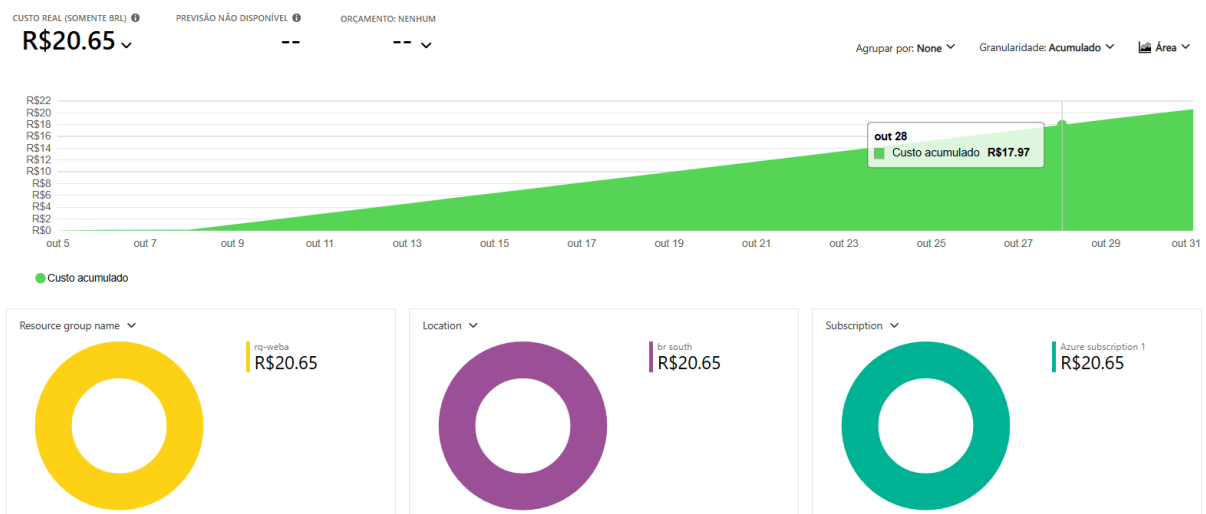 CUSTO REAL (SOMENTE BRL)
R$20.65
PREVISÃO NÃO DISPONÍVEL
--
ORÇAMENTO: NENHUM
--
Agrupar por: None
Granularidade: Acumulado
Área
R$22
R$20
R$18
R$16
R$14
R$12
R$10
R$8
R$6
R$4
R$2
R$0
out 28
Custo acumulado R$17.97
out 5 out 7 out 9 out 11 out 13 out 15 out 17 out 19 out 21 out 23 out 25 out 27 out 29 out 31
Custo acumulado
Resource group name
rq-weba
R$20.65
Location
br south
R$20.65
Subscription
Azure subscription 1
R$20.65